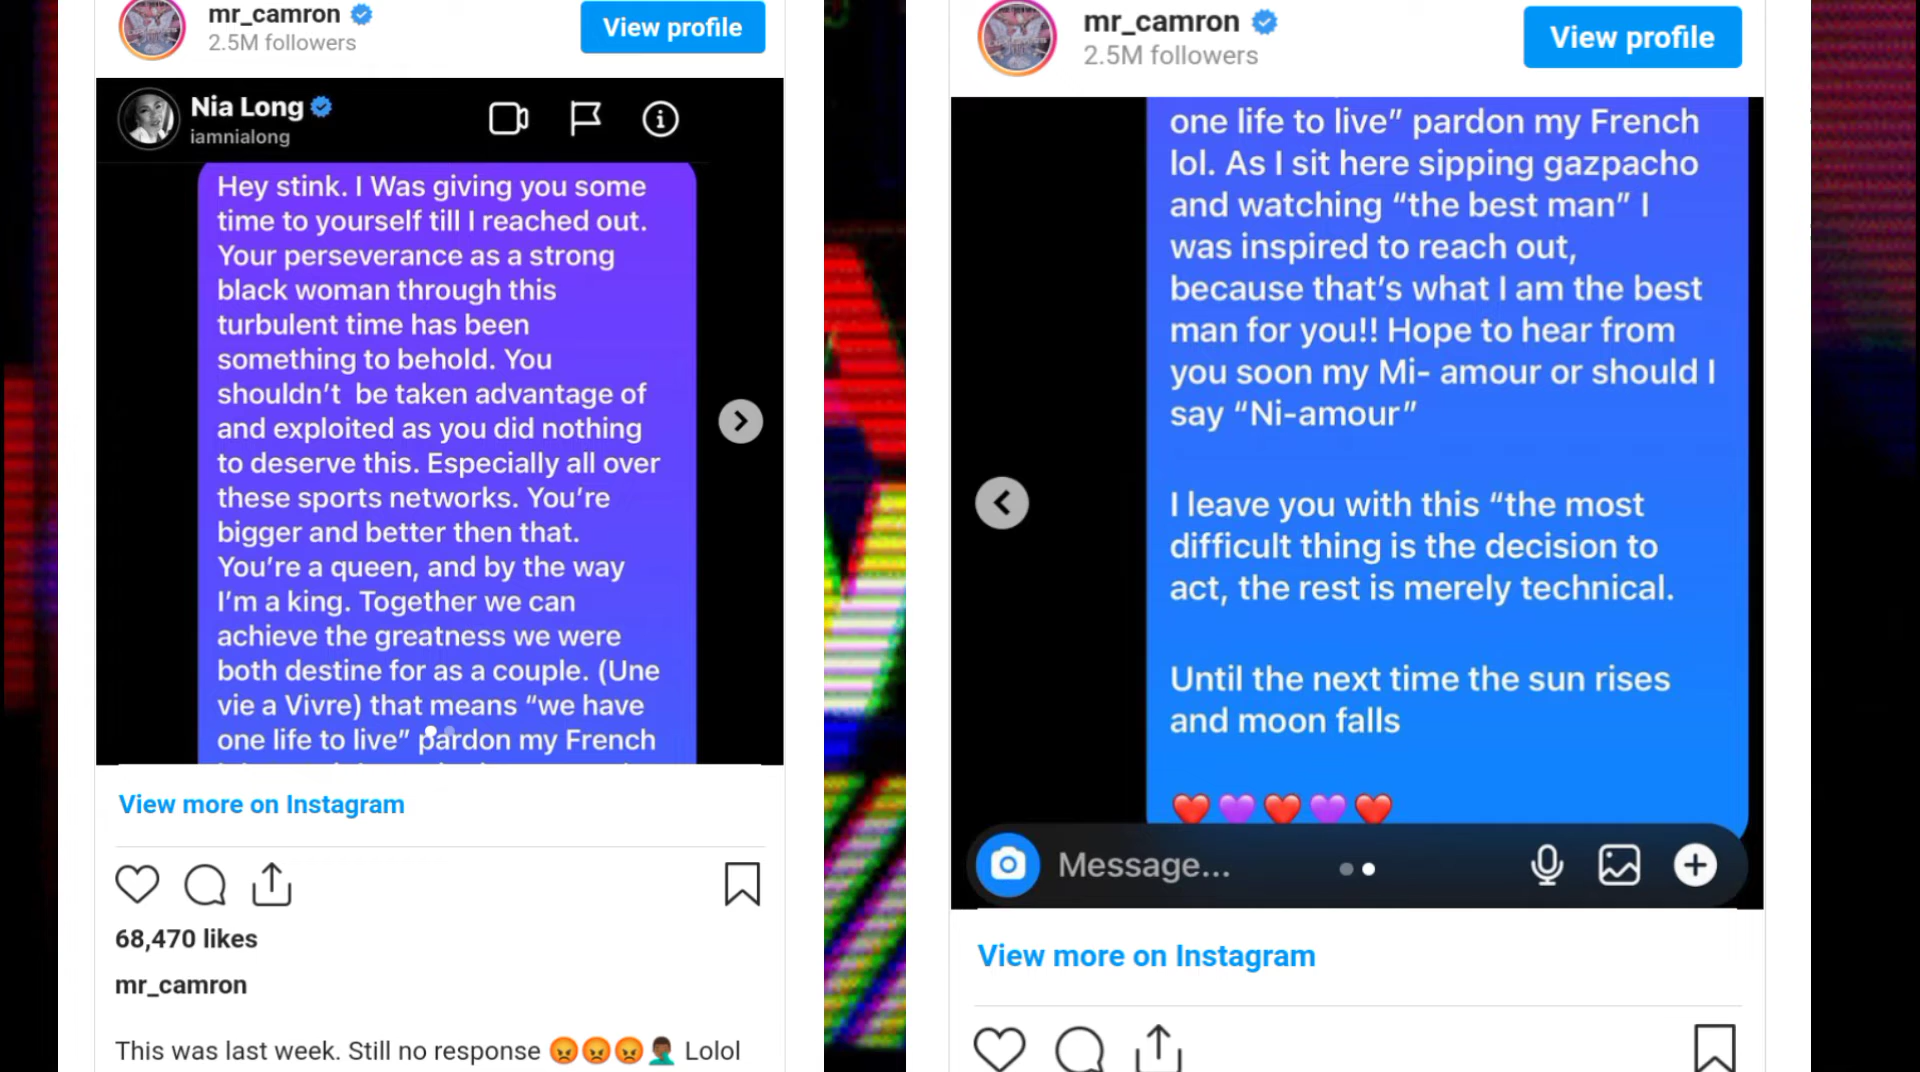 mr_camron
2.5M followers
View profile
Nia Long
iamnialong
Hey stink. I Was giving you some
time to yourself till I reached out.
Your perseverance as a strong
black woman through this
turbulent time has been
something to behold. You
shouldn’t  be taken advantage of
and exploited as you did nothing
to deserve this. Especially all over
these sports networks. You’re
bigger and better then that.
You’re a queen, and by the way
I’m a king. Together we can
achieve the greatness we were
both destine for as a couple. (Une
vie a Vivre) that means “we have
one life to live” pardon my French
View more on Instagram
68,470 likes
mr_camron
This was last week. Still no response 😡😡😡🤦🏾‍♂️ Lolol
mr_camron
2.5M followers
View profile
one life to live” pardon my French
lol. As I sit here sipping gazpacho
and watching “the best man” I
was inspired to reach out,
because that’s what I am the best
man for you!! Hope to hear from
you soon my Mi- amour or should I
say “Ni-amour”
I leave you with this “the most
difficult thing is the decision to
act, the rest is merely technical.
Until the next time the sun rises
and moon falls
❤️💜❤️💜❤️
Message...
View more on Instagram